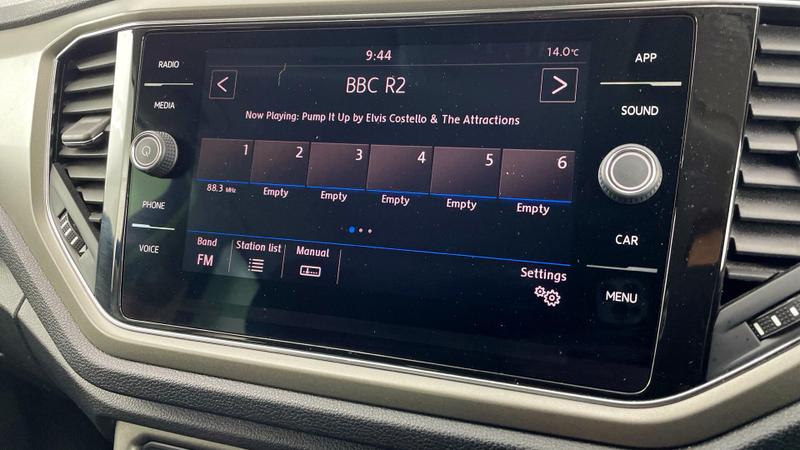 RADIO
MEDIA
PHONE
VOICE
9:44
14.0°C
BBC R2
Now Playing: Pump It Up by Elvis Costello & The Attractions
1 2 3 4 5 6
88.3 MHz Empty Empty Empty Empty Empty
Band Station list Manual Settings
FM
APP
SOUND
CAR
MENU